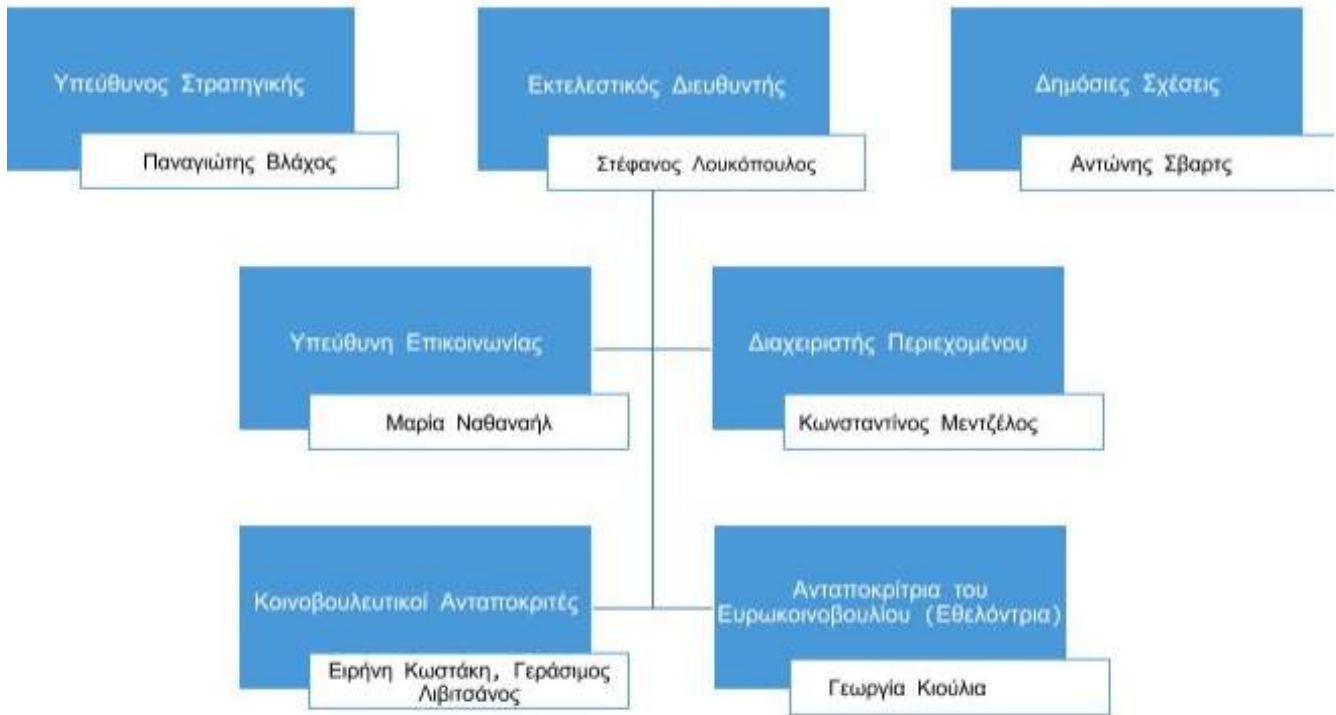 Υπεύθυνος Στρατηγικής
Παναγιώτης Βλάχος
Εκτελεστικός Διευθυντής
Στέφανος Λουκόπουλος
Δημόσιες Σχέσεις
Αντώνης Σβαρτς
Υπεύθυνη Επικοινωνίας
Μαρία Ναθαναήλ
Διαχειριστής Περιεχομένου
Κωνσταντίνος Μεντζέλος
Κοινοβουλευτικοί Ανταποκριτές
Ειρήνη Κωστάκη, Γεράσιμος
Λιβιτσάνος
Ανταποκρίτρια του
Ευρωκοινοβουλίου (Εθελόντρια)
Γεωργία Κιούλια